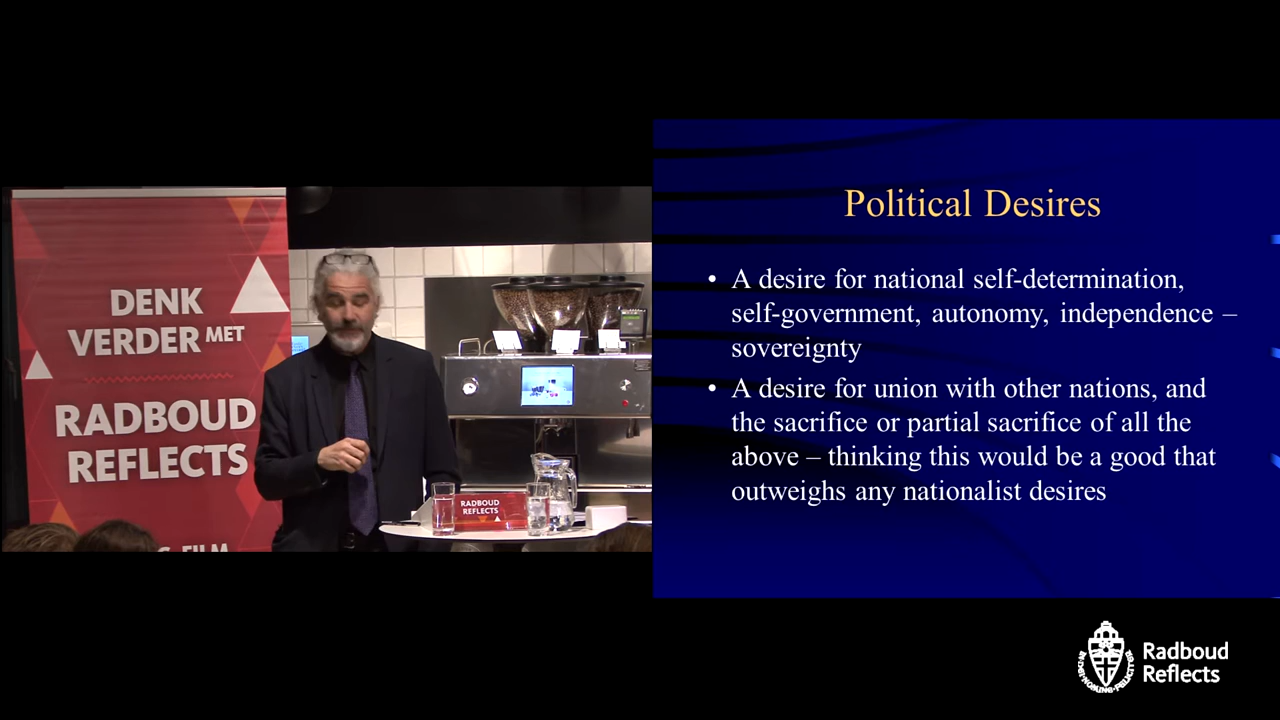 DENK
VERDER MET
RADBOUD
REFLECTS
RADBOUD
REFLECTS
Political Desires
• A desire for national self-determination,
self-government, autonomy, independence –
sovereignty
• A desire for union with other nations, and
the sacrifice or partial sacrifice of all the
above – thinking this would be a good that
outweighs any nationalist desires
Radboud
Reflects